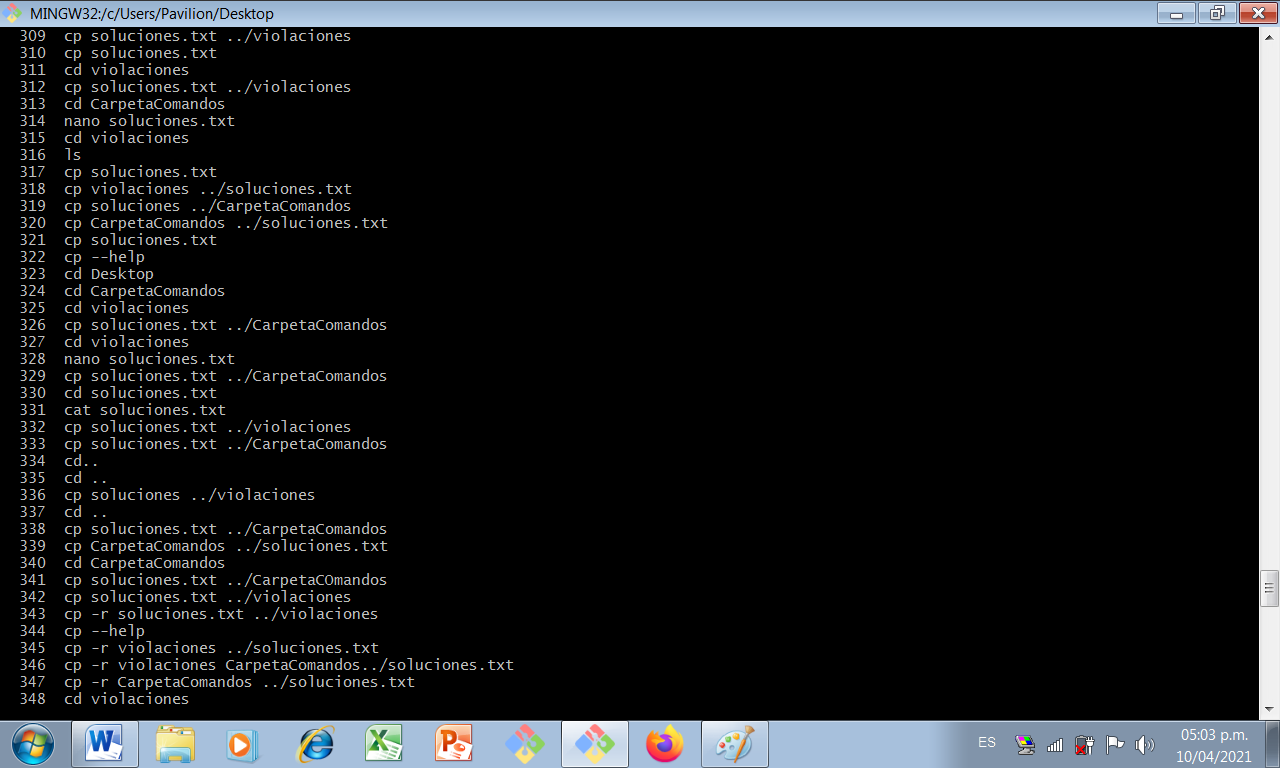 MINGW32:/c/Users/Pavilion/Desktop
309 cp soluciones.txt ../violaciones
310 cp soluciones.txt
311 cd violaciones
312 cp soluciones.txt ../violaciones
313 cd CarpetaComandos
314 nano soluciones.txt
315 cd violaciones
316 ls
317 cp soluciones.txt
318 cp violaciones ../soluciones.txt
319 cp soluciones ../CarpetaComandos
320 cp CarpetaComandos ../soluciones.txt
321 cp soluciones.txt
322 cp --help
323 cd Desktop
324 cd CarpetaComandos
325 cd violaciones
326 cp soluciones.txt ../CarpetaComandos
327 cd violaciones
328 nano soluciones.txt
329 cp soluciones.txt ../CarpetaComandos
330 cd soluciones.txt
331 cat soluciones.txt
332 cp soluciones.txt ../violaciones
333 cp soluciones.txt ../CarpetaComandos
334 cd..
335 cd ..
336 cp soluciones ../violaciones
337 cd ..
338 cp soluciones.txt ../CarpetaComandos
339 cp CarpetaComandos ../soluciones.txt
340 cd CarpetaComandos
341 cp soluciones.txt ../CarpetaCOmandos
342 cp soluciones.txt ../violaciones
343 cp -r soluciones.txt ../violaciones
344 cp --help
345 cp -r violaciones ../soluciones.txt
346 cp -r violaciones CarpetaComandos../soluciones.txt
347 cp -r CarpetaComandos ../soluciones.txt
348 cd violaciones
ES
05:03 p.m.
10/04/2021